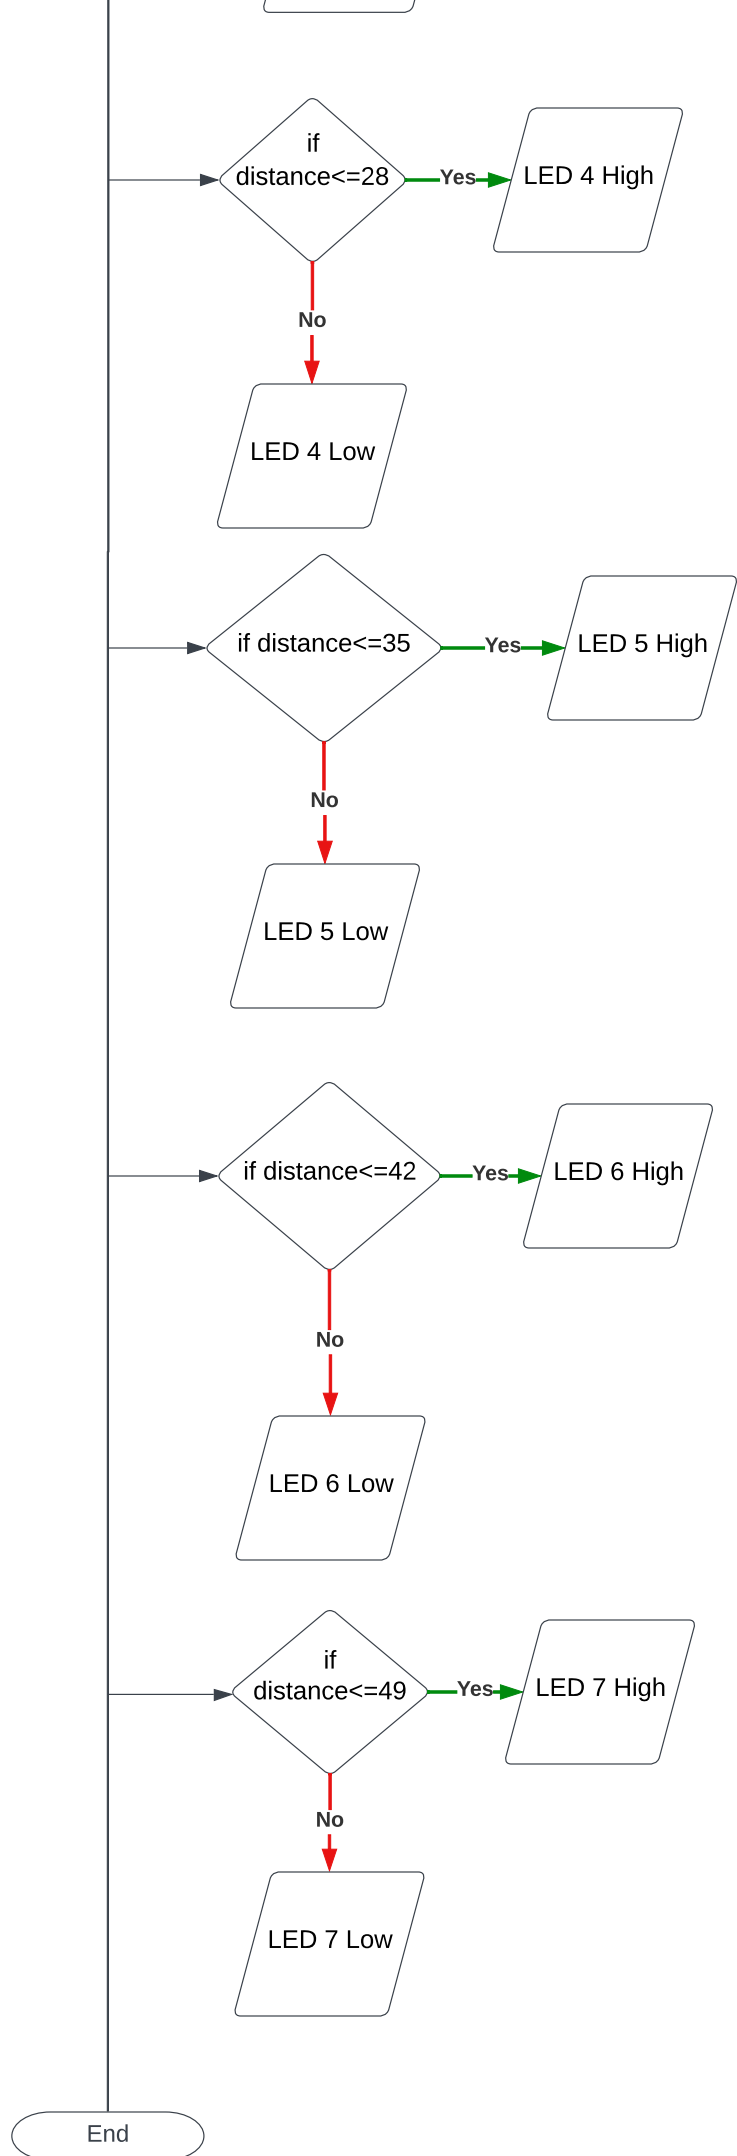 if
distance<=28
Yes
LED 4 High
No
LED 4 Low
if distance<=35
Yes
LED 5 High
No
LED 5 Low
if distance<=42
Yes
LED 6 High
No
LED 6 Low
if
distance<=49
Yes
LED 7 High
No
LED 7 Low
End